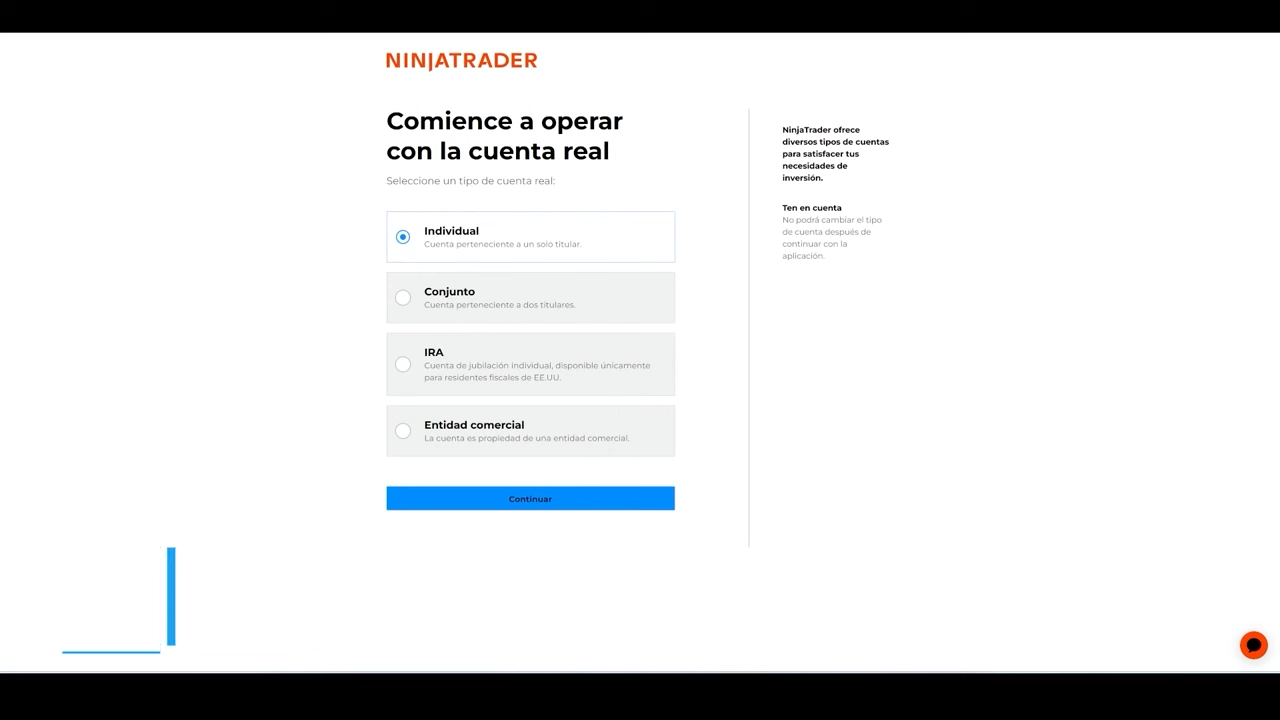 NINJATRADER
Comience a operar
con la cuenta real
Seleccione un tipo de cuenta real:
Individual
Cuenta perteneciente a un solo titular.
Conjunto
Cuenta perteneciente a dos titulares.
IRA
Cuenta de jubilación individual, disponible únicamente
para residentes fiscales de EE.UU.
Entidad comercial
La cuenta es propiedad de una entidad comercial.
Continuar
NinjaTrader ofrece
diversos tipos de cuentas
para satisfacer tus
necesidades de
inversión.
Ten en cuenta
No podrá cambiar el tipo
de cuenta después de
continuar con la
aplicación.